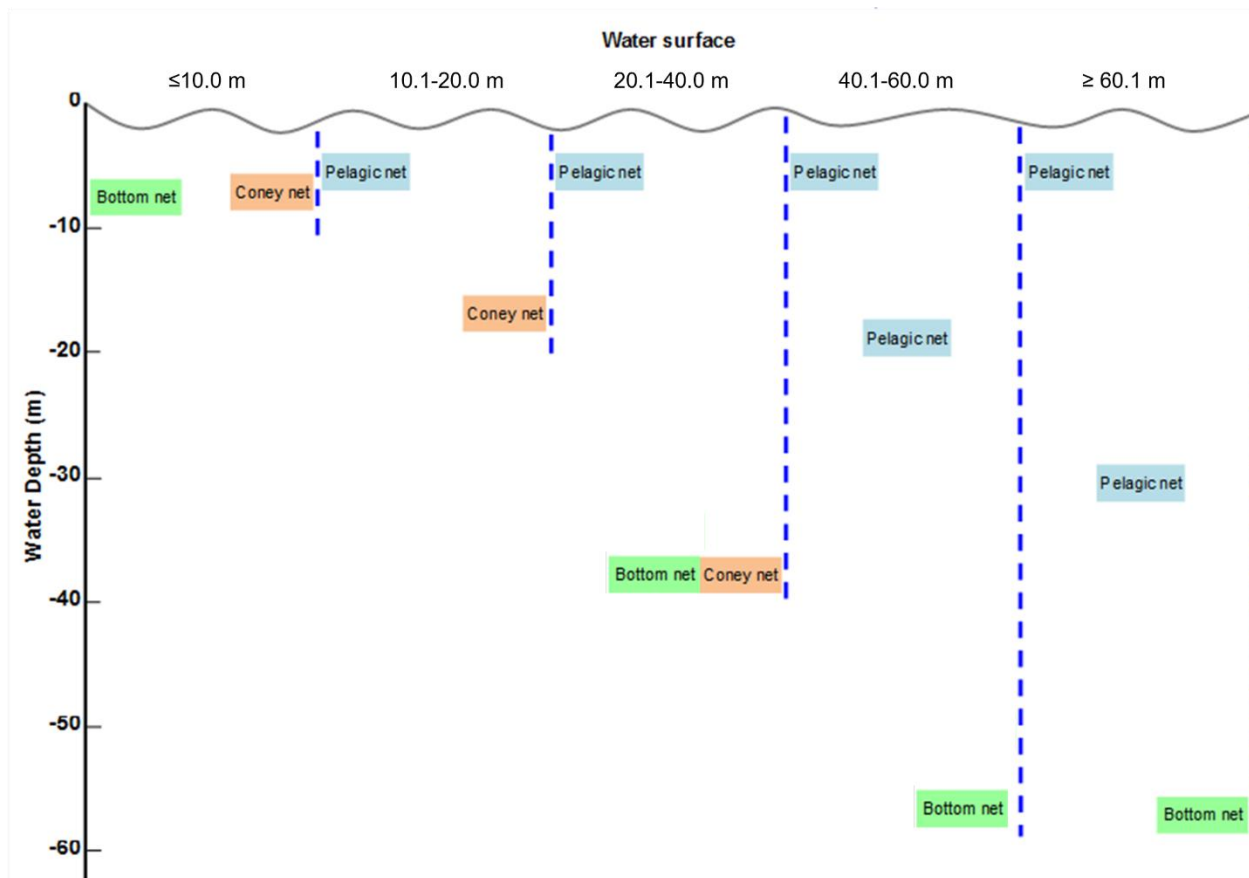 Water surface
≤10.0 m 10.1-20.0 m 20.1-40.0 m 40.1-60.0 m ≥ 60.1 m
0
Pelagic net Pelagic net Pelagic net Pelagic net
Bottom net Coney net
-10
Coney net
Pelagic net
-20
Water Depth (m)
-30
Pelagic net
Bottom net Coney net
-40
-50
Bottom net Bottom net
-60